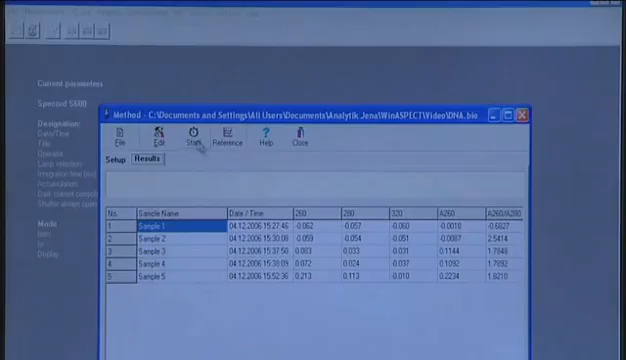 Current parameters
Specord S600
Designation:
Date/Time
Title
Operator
Lamp selection
Integration time [ms]
Accumulation
Dark current correctio
Shutter always open
Mode
Item
Display
Method - C:\Documents and Settings\All Users\Documents\Analytik Jena\WinASPECT\Video\DNA.bio
File Edit Start Reference Help Close
Setup Results
No. Sample Name Date / Time 260 280 320 A260 A260/A280
1 Sample 1 04.12.2006 15:27:46 -0.062 -0.057 -0.060 -0.0018 -0.6827
2 Sample 2 04.12.2006 15:30:08 -0.059 -0.054 -0.051 -0.0087 2.5414
3 Sample 3 04.12.2006 15:37:50 0.083 0.033 -0.031 0.1144 1.7848
4 Sample 4 04.12.2006 15:38:09 0.072 0.024 -0.037 0.1092 1.7892
5 Sample 5 04.12.2006 15:52:36 0.213 0.113 -0.010 0.2234 1.8210